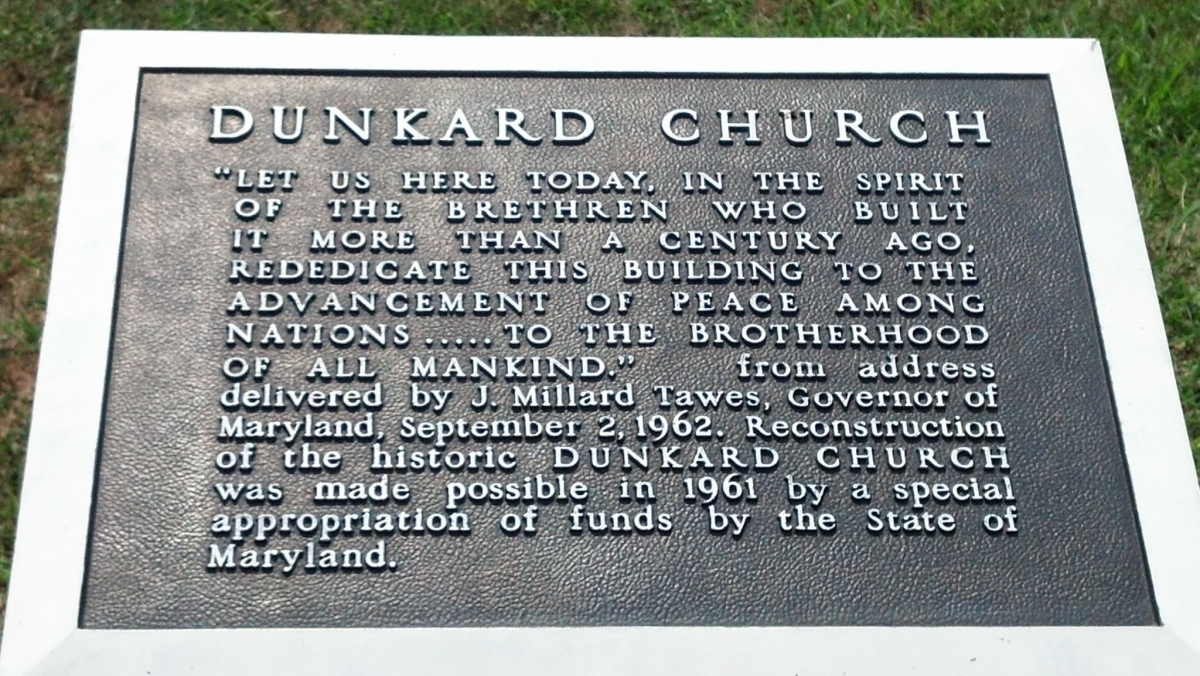 DUNKARD CHURCH
"LET US HERE TODAY, IN THE SPIRIT
OF THE BRETHREN WHO BUILT
IT MORE THAN A CENTURY AGO,
REDEDICATE THIS BUILDING TO THE
ADVANCEMENT OF PEACE AMONG
NATIONS.....TO THE BROTHERHOOD
OF ALL MANKIND." from address
delivered by J. Millard Tawes, Governor of
Maryland, September 2, 1962. Reconstruction
of the historic DUNKARD CHURCH
was made possible in 1961 by a special
appropriation of funds by the State of
Maryland.